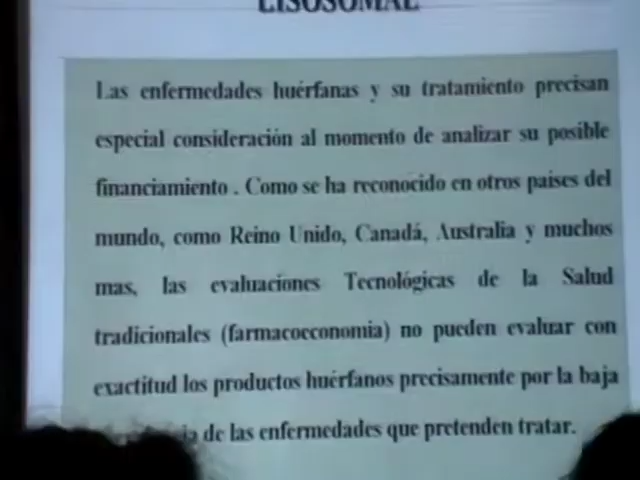 LISOSOMAL
Las enfermedades huérfanas y su tratamiento precisan
especial consideración al momento de analizar su posible
financiamiento . Como se ha reconocido en otros paises del
mundo, como Reino Unido, Canadá, Australia y muchos
mas, las evaluaciones Tecnológicas de la Salud
tradicionales (farmacoeconomia) no pueden evaluar con
exactitud los productos huérfanos precisamente por la baja
de las enfermedades que pretenden tratar.